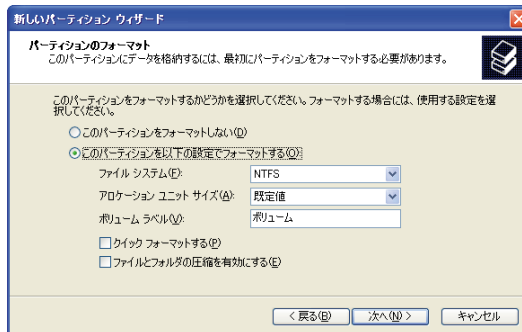 新しいパーティション ウィザード
パーティションのフォーマット
このパーティションにデータを格納するには、最初にパーティションをフォーマットする必要があります。
このパーティションをフォーマットするかどうかを選択してください。フォーマットする場合には、使用する設定を選
択してください。
このパーティションをフォーマットしない(D)
このパーティションを以下の設定でフォーマットする(O):
ファイル システム(F): NTFS
アロケーション ユニット サイズ(A): 既定値
ボリューム ラベル(V): ボリューム
クイック フォーマットする(P)
ファイルとフォルダの圧縮を有効にする(E)
< 戻る(B) 次へ(N) > キャンセル